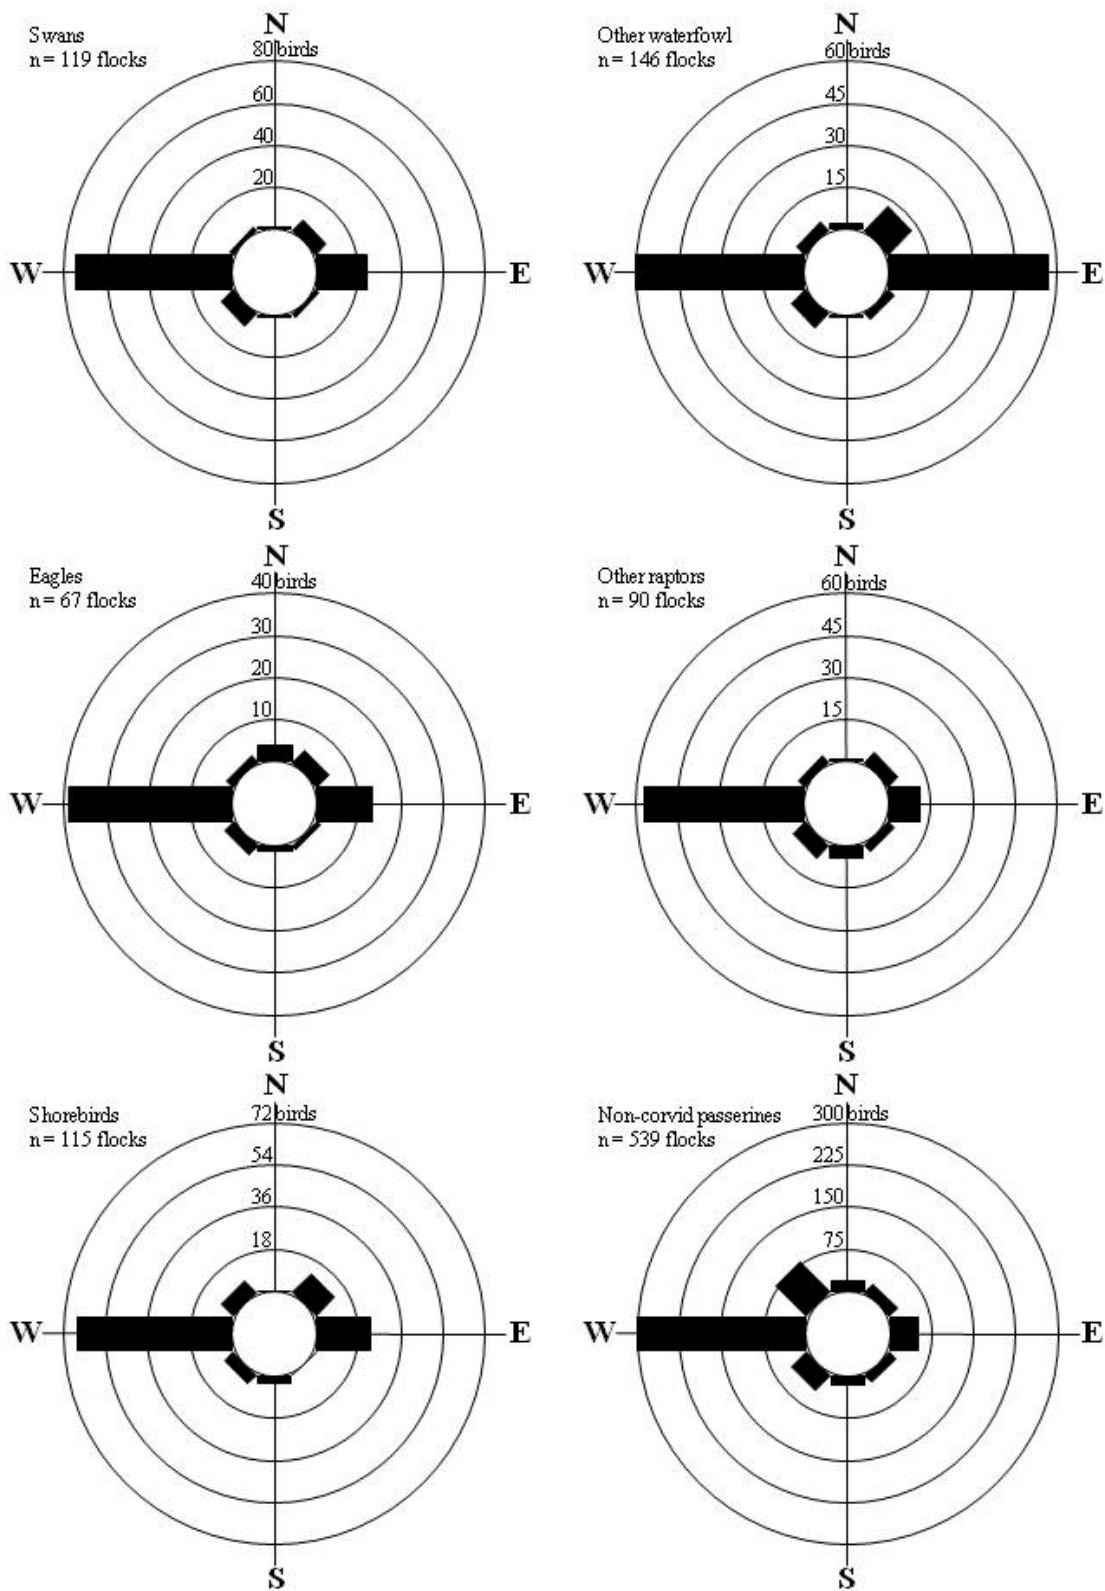 N
Swans
n= 119 flocks
80 birds
60
40
20
W
E
S
N
Other waterfowl
n= 146 flocks
60 birds
45
30
15
W
E
S
N
Eagles
n= 67 flocks
40 birds
30
20
10
W
E
S
N
Other raptors
n= 90 flocks
60 birds
45
30
15
W
E
S
N
Shorebirds
n= 115 flocks
72 birds
54
36
18
W
E
S
N
Non-corvid passerines
n= 539 flocks
300 birds
225
150
75
W
E
S